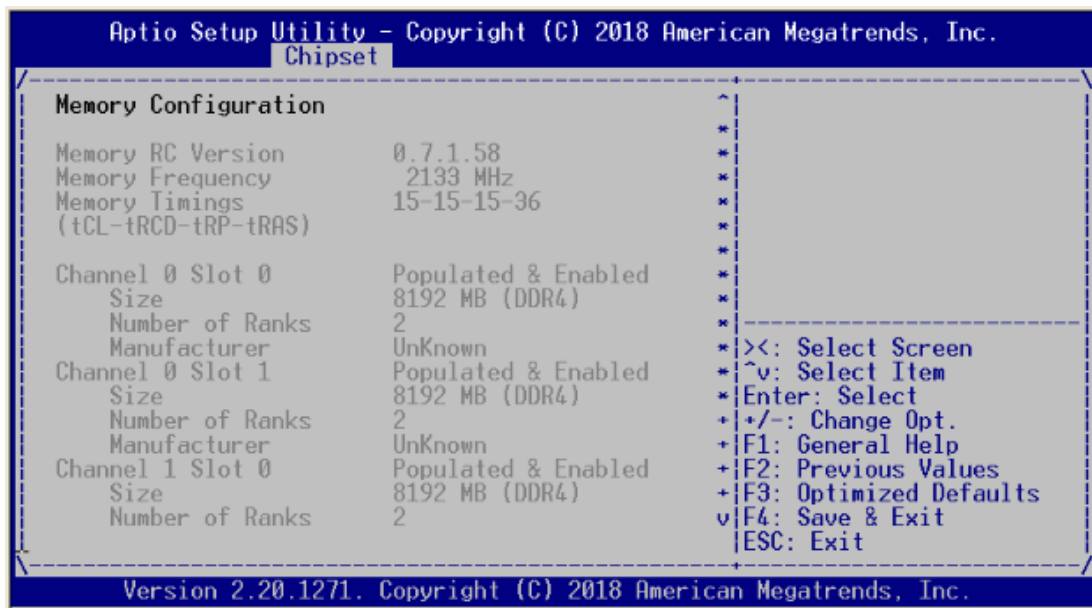 Aptio Setup Utility – Copyright (C) 2018 American Megatrends, Inc.
Chipset
Memory Configuration
Memory RC Version 0.7.1.58
Memory Frequency 2133 MHz
Memory Timings 15-15-15-36
(tCL-tRCD-tRP-tRAS)
Channel 0 Slot 0 Populated & Enabled
Size 8192 MB (DDR4)
Number of Ranks 2
Manufacturer UnKnown
Channel 0 Slot 1 Populated & Enabled
Size 8192 MB (DDR4)
Number of Ranks 2
Manufacturer UnKnown
Channel 1 Slot 0 Populated & Enabled
Size 8192 MB (DDR4)
Number of Ranks 2
><: Select Screen
^v: Select Item
Enter: Select
+/-: Change Opt.
F1: General Help
F2: Previous Values
F3: Optimized Defaults
F4: Save & Exit
ESC: Exit
Version 2.20.1271. Copyright (C) 2018 American Megatrends, Inc.